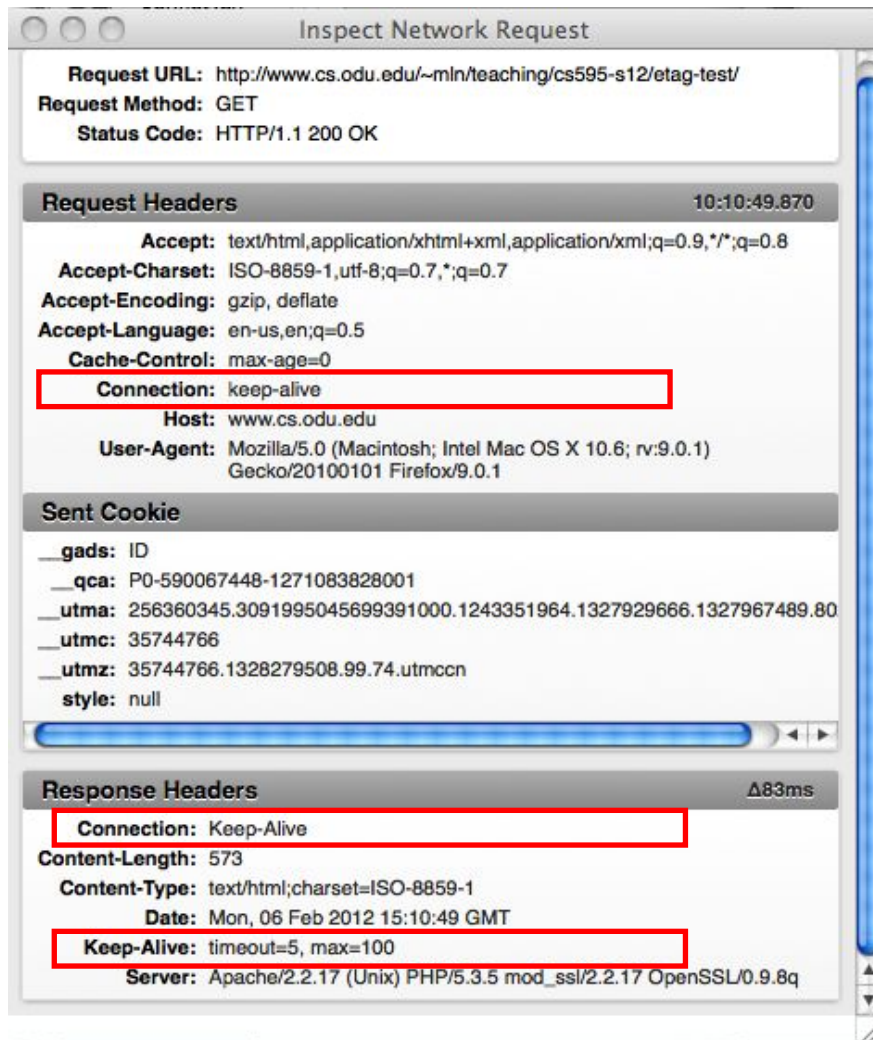 Inspect Network Request
Request URL: http://www.cs.odu.edu/~mln/teaching/cs595-s12/etag-test/
Request Method: GET
Status Code: HTTP/1.1 200 OK
Request Headers 10:10:49.870
Accept: text/html,application/xhtml+xml,application/xml;q=0.9,*/*;q=0.8
Accept-Charset: ISO-8859-1,utf-8;q=0.7,*;q=0.7
Accept-Encoding: gzip, deflate
Accept-Language: en-us,en;q=0.5
Cache-Control: max-age=0
Connection: keep-alive
Host: www.cs.odu.edu
User-Agent: Mozilla/5.0 (Macintosh; Intel Mac OS X 10.6; rv:9.0.1)
Gecko/20100101 Firefox/9.0.1
Sent Cookie
__gads: ID
__qca: P0-590067448-1271083828001
__utma: 256360345.3091995045699391000.1243351964.1327929666.1327967489.80
__utmc: 35744766
__utmz: 35744766.1328279508.99.74.utmccn
style: null
Response Headers Δ83ms
Connection: Keep-Alive
Content-Length: 573
Content-Type: text/html;charset=ISO-8859-1
Date: Mon, 06 Feb 2012 15:10:49 GMT
Keep-Alive: timeout=5, max=100
Server: Apache/2.2.17 (Unix) PHP/5.3.5 mod_ssl/2.2.17 OpenSSL/0.9.8q